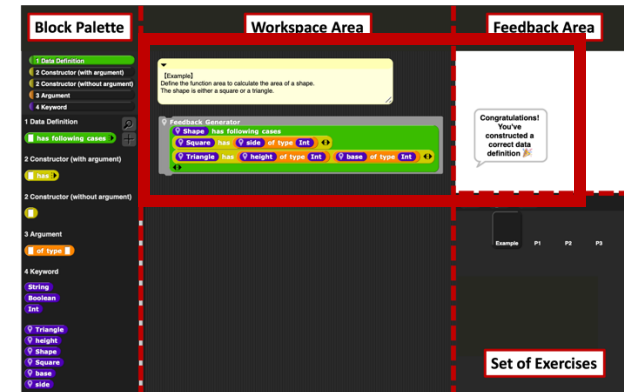 Block Palette
Workspace Area
Feedback Area
1 Data Definition
2 Constructor (with argument)
2 Constructor (without argument)
3 Argument
4 Keyword
1 Data Definition
has following cases
2 Constructor (with argument)
has
2 Constructor (without argument)
3 Argument
of type
4 Keyword
String
Boolean
Int
Triangle
height
Shape
Square
base
side
【Example】
Define the function area to calculate the area of a shape.
The shape is either a square or a triangle.
Feedback Generator
Shape has following cases
Square has side of type Int
Triangle has height of type Int base of type Int
Congratulations!
You've
constructed a
correct data
definition 🎉
Example P1 P2 P3
Set of Exercises